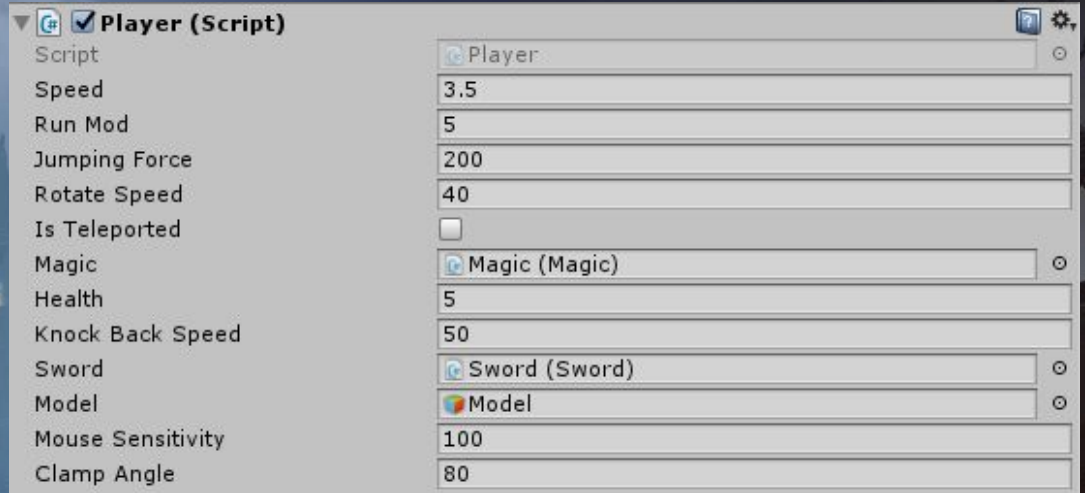 Player (Script)
Script Player
Speed 3.5
Run Mod 5
Jumping Force 200
Rotate Speed 40
Is Teleported
Magic Magic (Magic)
Health 5
Knock Back Speed 50
Sword Sword (Sword)
Model Model
Mouse Sensitivity 100
Clamp Angle 80